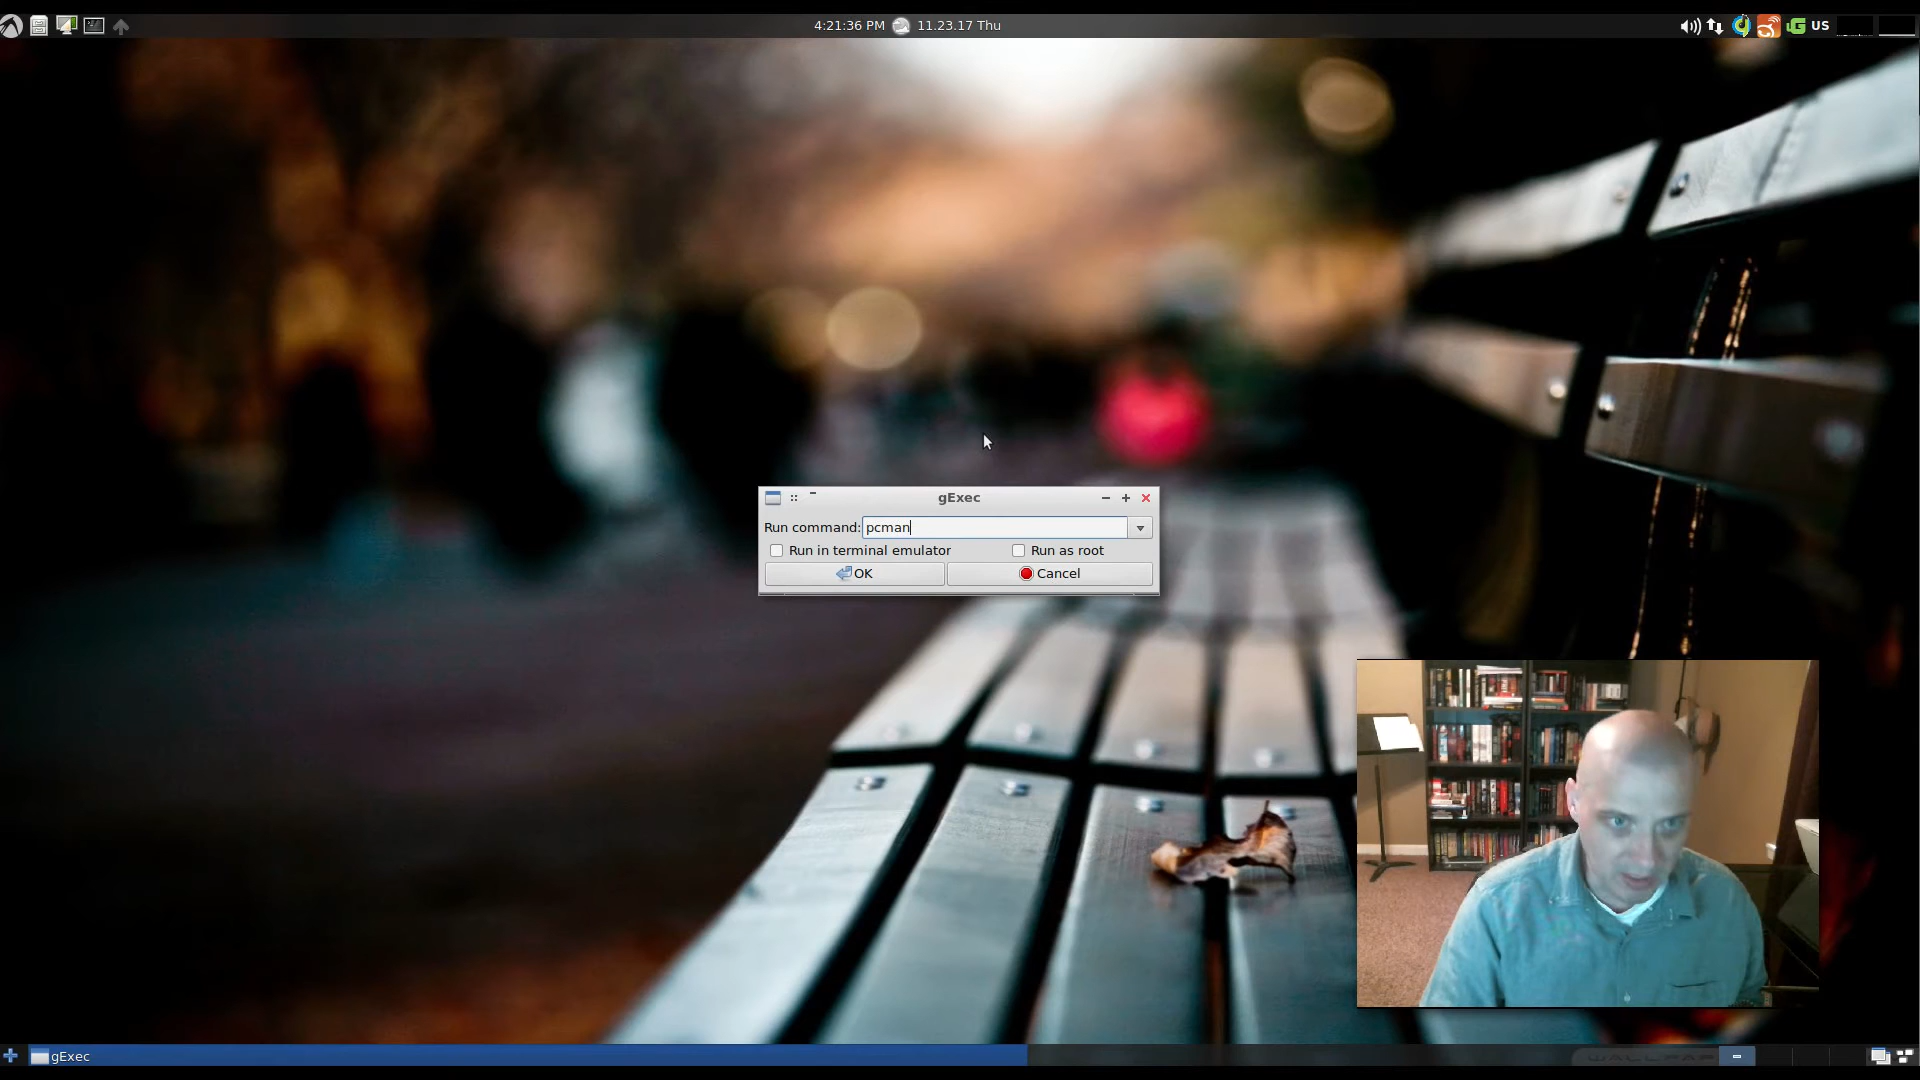 4:21:36 PM 11.23.17 Thu
US
gExec
Run command: pcman
Run in terminal emulator
Run as root
OK
Cancel
gExec